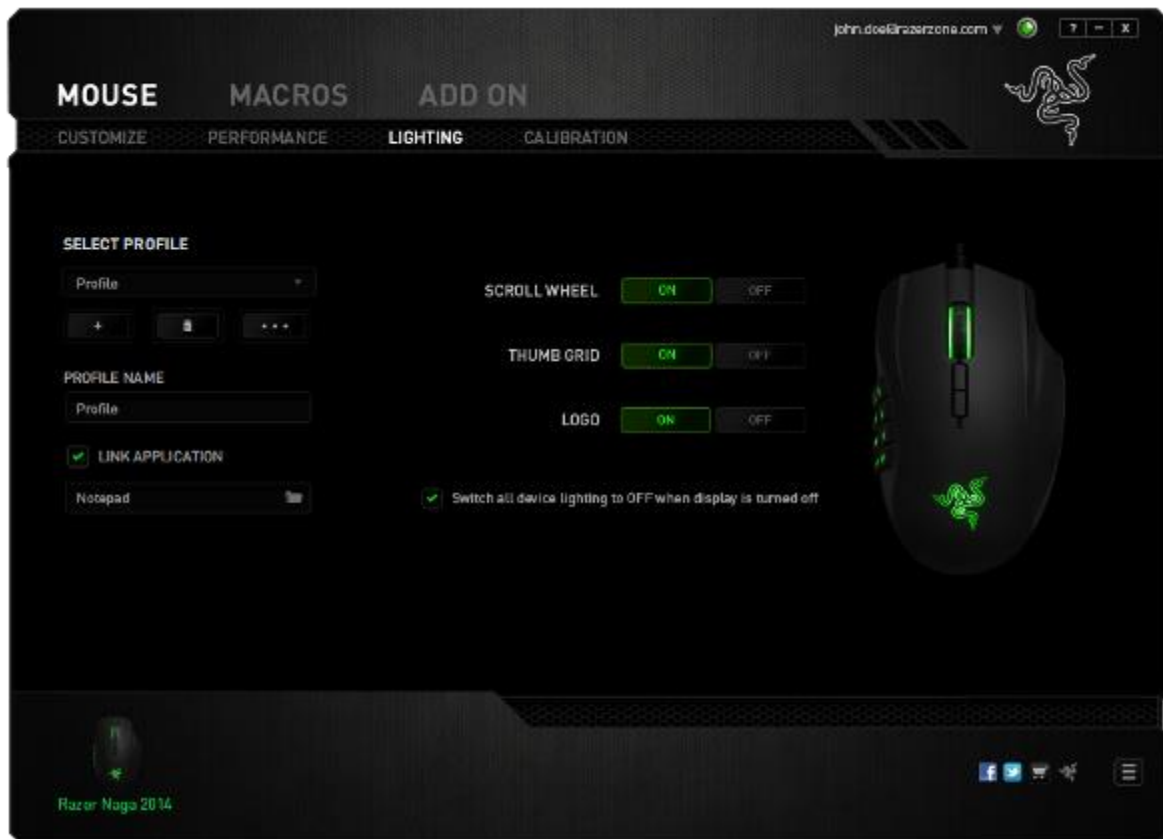 john.doe@razerzone.com
? – X
MOUSE MACROS ADD ON
CUSTOMIZE PERFORMANCE LIGHTING CALIBRATION
SELECT PROFILE
Profile
+
PROFILE NAME
Profile
LINK APPLICATION
Notepad
SCROLL WHEEL ON OFF
THUMB GRID ON OFF
LOGO ON OFF
Switch all device lighting to OFF when display is turned off
Razer Naga 2014